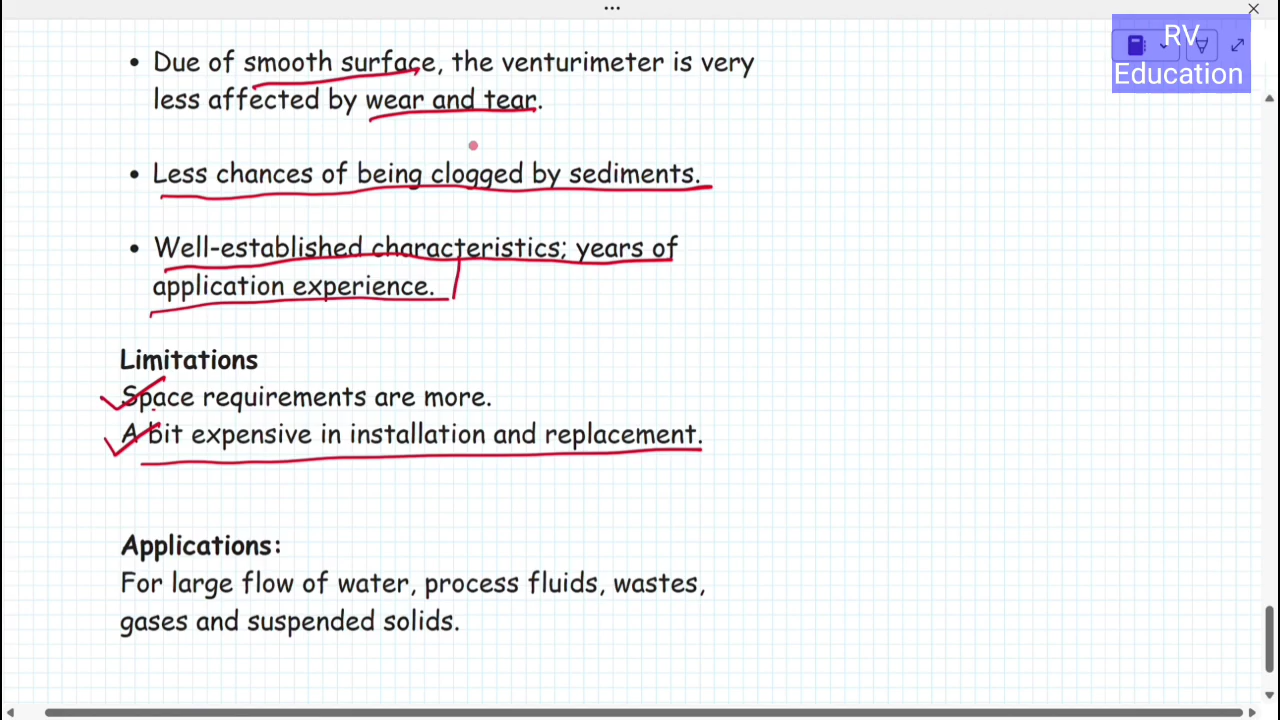 RV
Education
• Due of smooth surface, the venturimeter is very
less affected by wear and tear.
• Less chances of being clogged by sediments.
• Well-established characteristics; years of
application experience.
Limitations
Space requirements are more.
A bit expensive in installation and replacement.
Applications:
For large flow of water, process fluids, wastes,
gases and suspended solids.